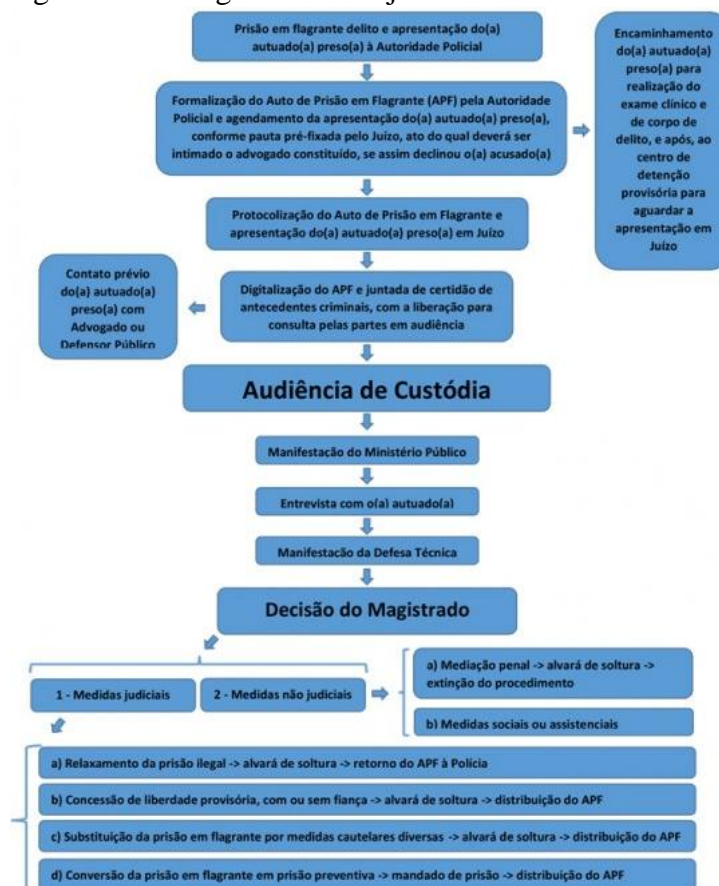 Prisão em flagrante delito e apresentação do(a)
autuado(a) preso(a) à Autoridade Policial
Encaminhamento
do(a) autuado(a)
preso(a) para
realização do
exame clínico e
de corpo de
delito, e após, ao
centro de
detenção
provisória para
aguardar a
apresentação em
Juízo
Formalização do Auto de Prisão em Flagrante (APF) pela Autoridade
Policial e agendamento da apresentação do(a) autuado(a) preso(a),
conforme pauta pré-fixada pelo Juízo, ato do qual deverá ser
intimado o advogado constituído, se assim declinou o(a) acusado(a)
Protocolização do Auto de Prisão em Flagrante e
apresentação do(a) autuado(a) preso(a) em Juízo
Contato prévio
do(a) autuado(a)
preso(a) com
Advogado ou
Defensor Público
Digitalização do APF e juntada de certidão de
antecedentes criminais, com a liberação para
consulta pelas partes em audiência
Audiência de Custódia
Manifestação do Ministério Público
Entrevista com o(a) autuado(a)
Manifestação da Defesa Técnica
Decisão do Magistrado
1 - Medidas judiciais
2 - Medidas não judiciais
a) Mediação penal -> alvará de soltura ->
extinção do procedimento
b) Medidas sociais ou assistenciais
a) Relaxamento da prisão ilegal -> alvará de soltura -> retorno do APF à Polícia
b) Concessão de liberdade provisória, com ou sem fiança -> alvará de soltura -> distribuição do APF
c) Substituição da prisão em flagrante por medidas cautelares diversas -> alvará de soltura -> distribuição do APF
d) Conversão da prisão em flagrante em prisão preventiva -> mandado de prisão -> distribuição do APF